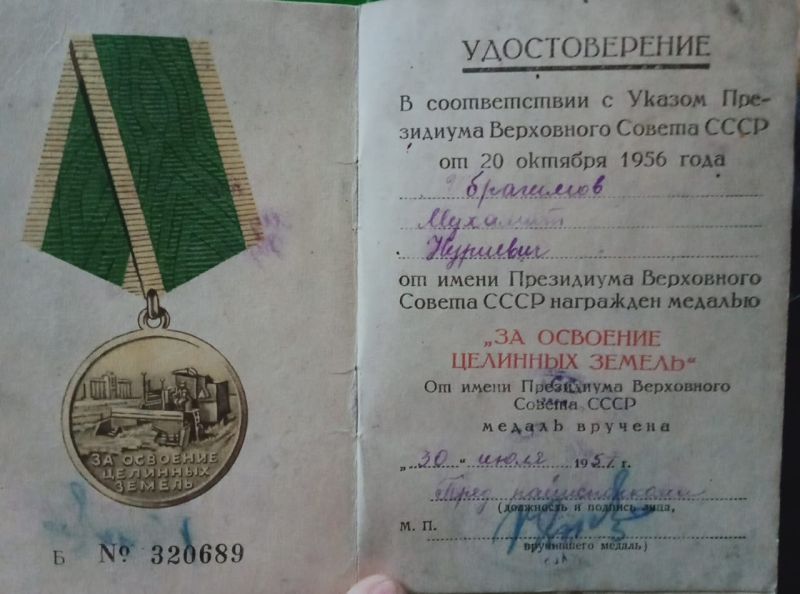 ЗА ОСВОЕНИЕ
ЦЕЛИННЫХ
ЗЕМЕЛЬ
Б № 320689
УДОСТОВЕРЕНИЕ
В соответствии с Указом Пре-
зидиума Верховного Совета СССР
от 20 октября 1956 года
Ибрагимов
Мухамит
Нуриевич
от имени Президиума Верховного
Совета СССР награжден медалью
„ЗА ОСВОЕНИЕ
ЦЕЛИННЫХ ЗЕМЕЛЬ“
От имени Президиума Верховного
Совета СССР
медаль вручена
„30“ июля 1957 г.
Пред
(должность и подпись лица,
М. П.
вручившего медаль)